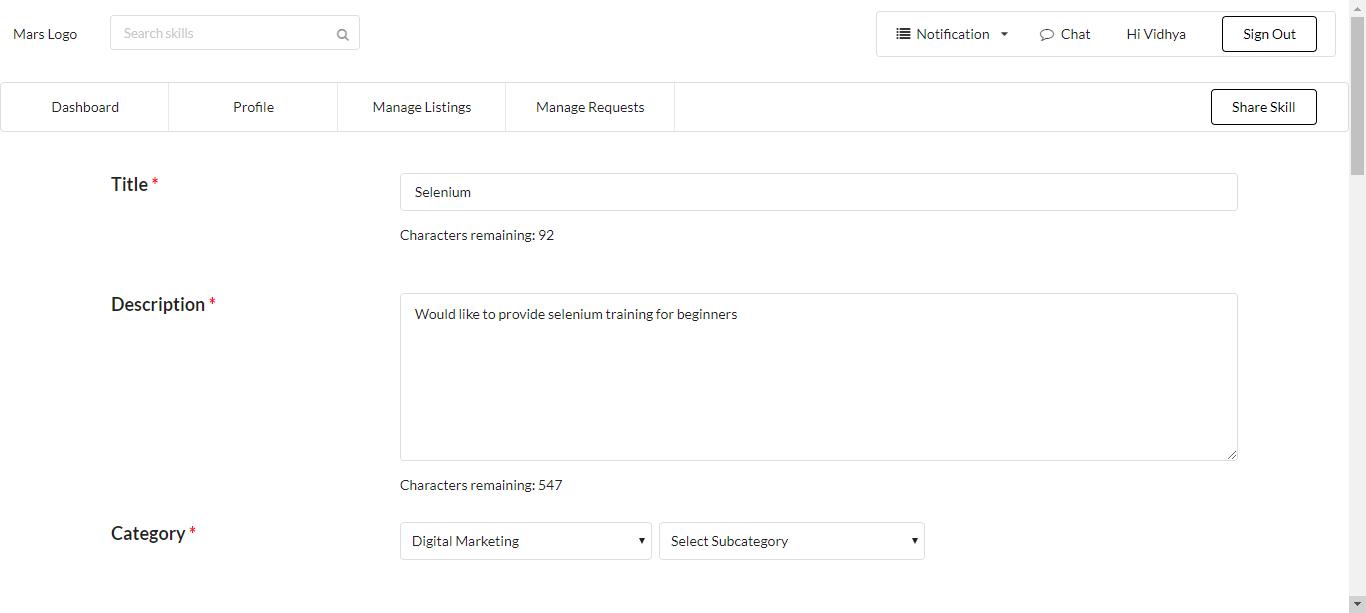 Mars Logo
Search skills
Notification
Chat
Hi Vidhya
Sign Out
Dashboard
Profile
Manage Listings
Manage Requests
Share Skill
Title *
Selenium
Characters remaining: 92
Description *
Would like to provide selenium training for beginners
Characters remaining: 547
Category *
Digital Marketing
Select Subcategory